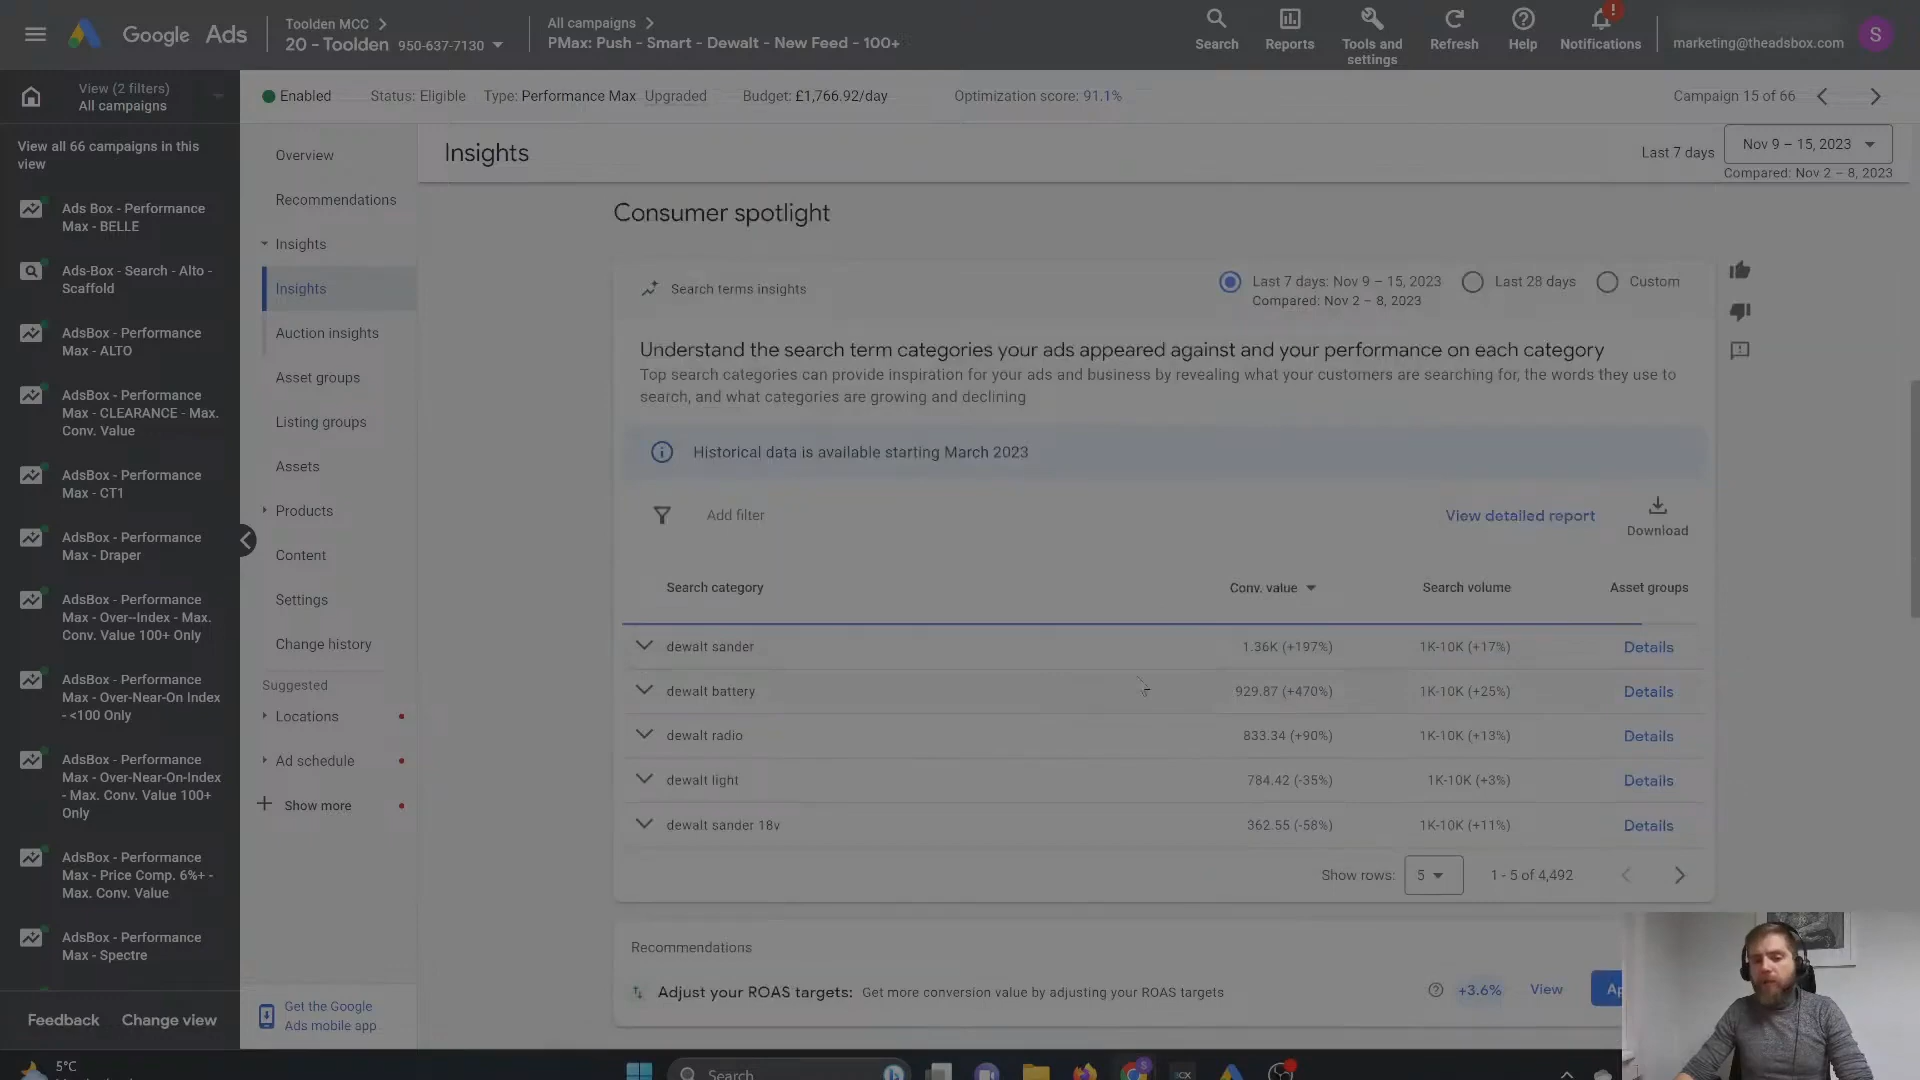 Google Ads
Toolden MCC
20 - Toolden 950-637-7130
All campaigns
PMax: Push - Smart - Dewalt - New Feed - 100+
Search
Reports
Tools and
settings
Refresh
Help
!
Notifications
marketing@theadsbox.com
S
View (2 filters)
All campaigns
Enabled
Status: Eligible
Type: Performance Max Upgraded
Budget: £1,766.92/day
Optimization score: 91.1%
Campaign 15 of 66
View all 66 campaigns in this
view
Ads Box - Performance
Max - BELLE
Ads-Box - Search - Alto -
Scaffold
AdsBox - Performance
Max - ALTO
AdsBox - Performance
Max - CLEARANCE - Max.
Conv. Value
AdsBox - Performance
Max - CT1
AdsBox - Performance
Max - Draper
AdsBox - Performance
Max - Over--Index - Max.
Conv. Value 100+ Only
AdsBox - Performance
Max - Over-Near-On Index
- <100 Only
AdsBox - Performance
Max - Over-Near-On-Index
- Max. Conv. Value 100+
Only
AdsBox - Performance
Max - Price Comp. 6%+ -
Max. Conv. Value
AdsBox - Performance
Max - Spectre
Feedback
Change view
Overview
Recommendations
Insights
Insights
Auction insights
Asset groups
Listing groups
Assets
Products
Content
Settings
Change history
Suggested
Locations
Ad schedule
Show more
Get the Google
Ads mobile app
Insights
Last 7 days
Nov 9 – 15, 2023
Compared: Nov 2 – 8, 2023
Consumer spotlight
Search terms insights
Last 7 days: Nov 9 – 15, 2023
Compared: Nov 2 – 8, 2023
Last 28 days
Custom
Understand the search term categories your ads appeared against and your performance on each category
Top search categories can provide inspiration for your ads and business by revealing what your customers are searching for, the words they use to
search, and what categories are growing and declining
Historical data is available starting March 2023
Add filter
View detailed report
Download
Search category
Conv. value
Search volume
Asset groups
dewalt sander
1.36K (+197%)
1K-10K (+17%)
Details
dewalt battery
929.87 (+470%)
1K-10K (+25%)
Details
dewalt radio
833.34 (+90%)
1K-10K (+13%)
Details
dewalt light
784.42 (-35%)
1K-10K (+3%)
Details
dewalt sander 18v
362.55 (-58%)
1K-10K (+11%)
Details
Show rows:
5
1 - 5 of 4,492
Recommendations
Adjust your ROAS targets: Get more conversion value by adjusting your ROAS targets
+3.6%
View
Ap
5°C
Search